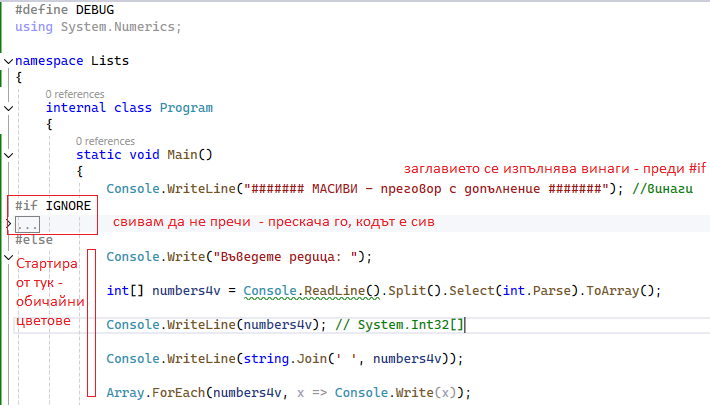 #define DEBUG
using System.Numerics;
namespace Lists
{
0 references
internal class Program
{
0 references
static void Main()
{
заглавието се изпълнява винаги - преди #if
Console.WriteLine("####### МАСИВИ - преговор с допълнение #######"); //винаги
#if IGNORE
...
свивам да не пречи - прескача го, кодът е сив
#else
Стартира
от тук -
обичайни
цветове
Console.Write("Въведете редица: ");
int[] numbers4v = Console.ReadLine().Split().Select(int.Parse).ToArray();
Console.WriteLine(numbers4v); // System.Int32[]
Console.WriteLine(string.Join(' ', numbers4v));
Array.ForEach(numbers4v, x => Console.Write(x));